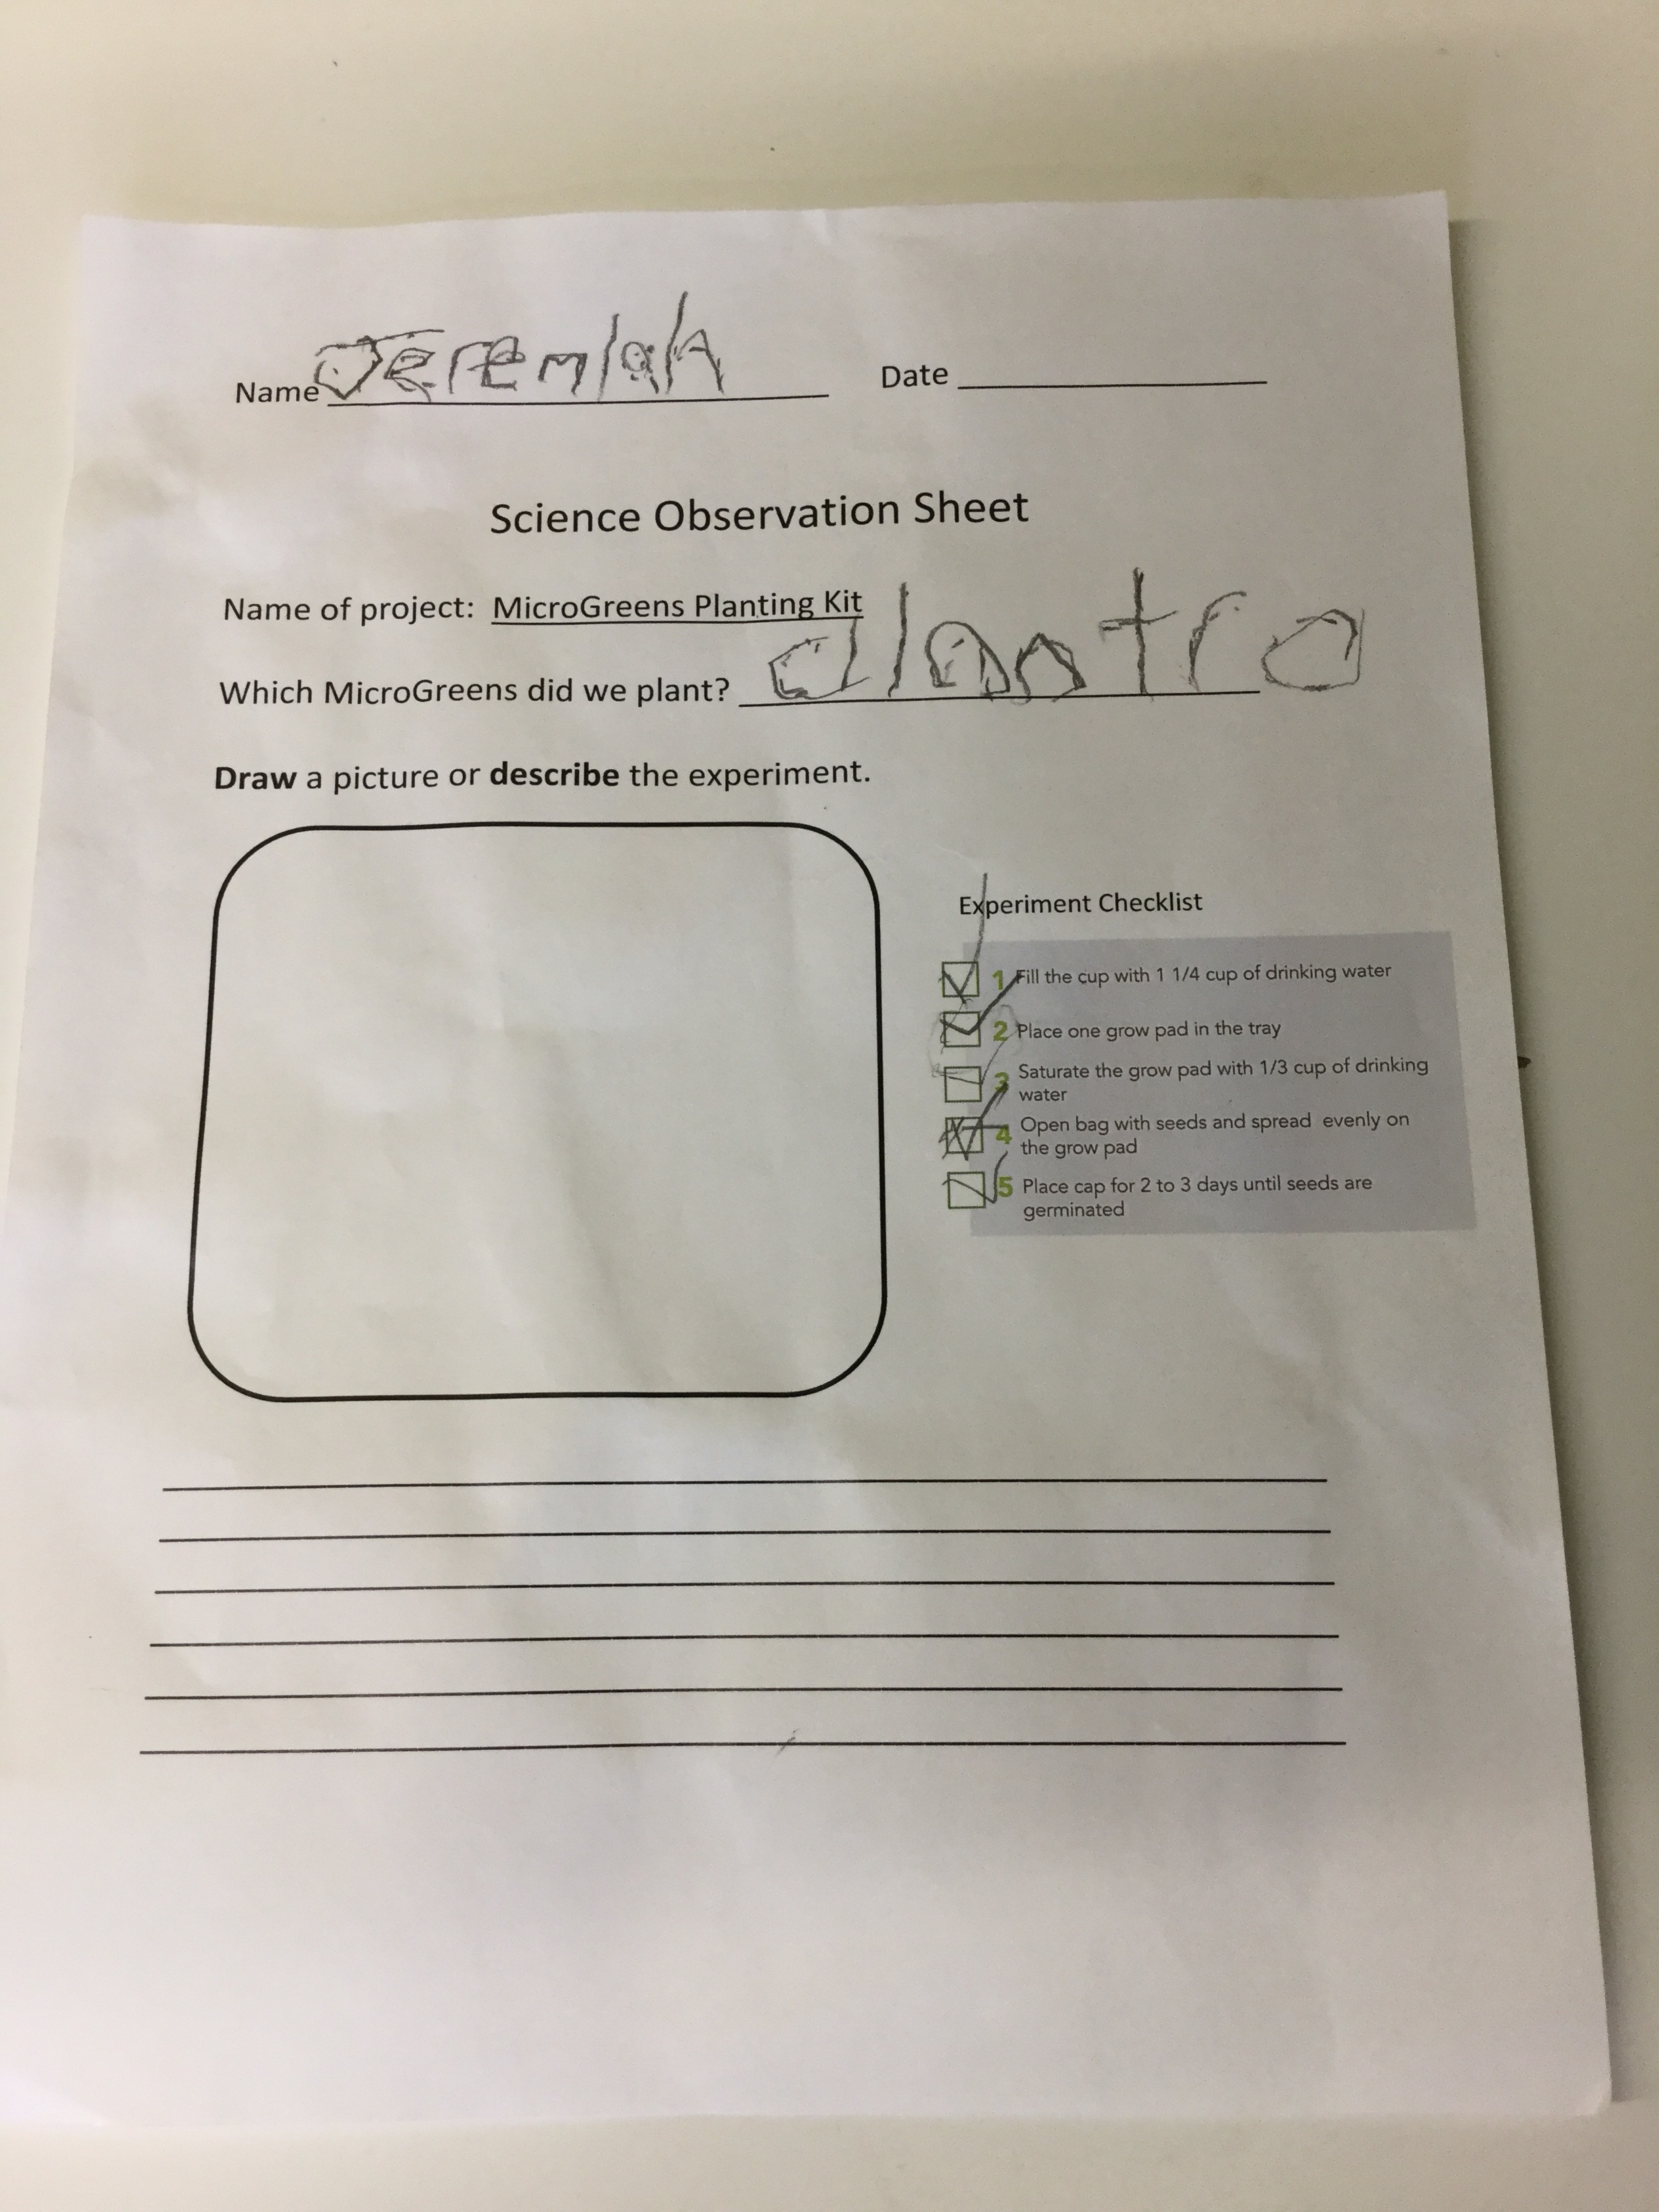 Name Jeremiah Date
Science Observation Sheet
Name of project: MicroGreens Planting Kit
Which MicroGreens did we plant? cilantro
Draw a picture or describe the experiment.
Experiment Checklist
1 Fill the cup with 1 1/4 cup of drinking water
2 Place one grow pad in the tray
3 Saturate the grow pad with 1/3 cup of drinking
water
4 Open bag with seeds and spread evenly on
the grow pad
5 Place cap for 2 to 3 days until seeds are
germinated